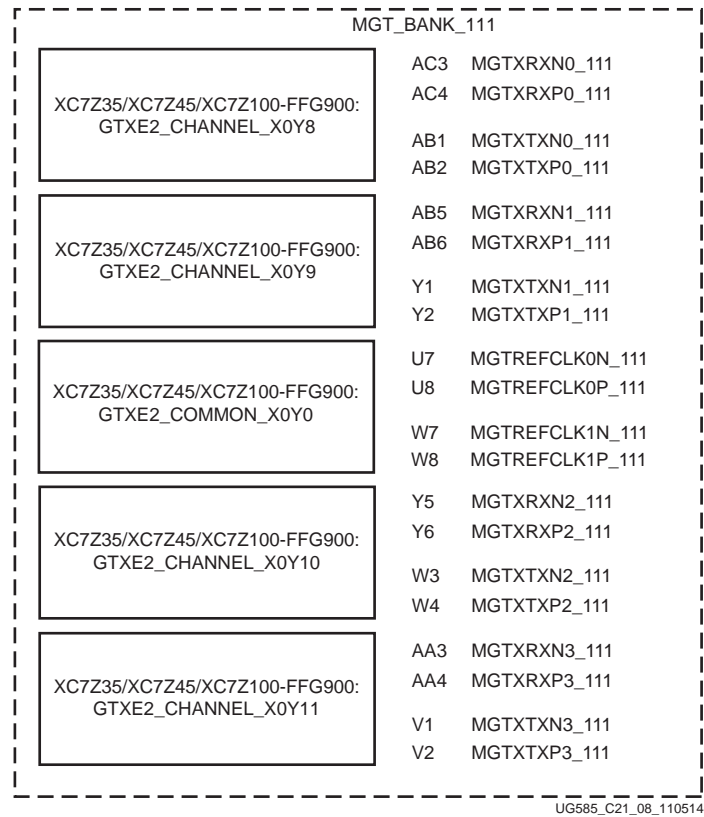 MGT_BANK_111
XC7Z35/XC7Z45/XC7Z100-FFG900:
GTXE2_CHANNEL_X0Y8
AC3 MGTXRXN0_111
AC4 MGTXRXP0_111
AB1 MGTXTXN0_111
AB2 MGTXTXP0_111
XC7Z35/XC7Z45/XC7Z100-FFG900:
GTXE2_CHANNEL_X0Y9
AB5 MGTXRXN1_111
AB6 MGTXRXP1_111
Y1 MGTXTXN1_111
Y2 MGTXTXP1_111
XC7Z35/XC7Z45/XC7Z100-FFG900:
GTXE2_COMMON_X0Y0
U7 MGTREFCLK0N_111
U8 MGTREFCLK0P_111
W7 MGTREFCLK1N_111
W8 MGTREFCLK1P_111
XC7Z35/XC7Z45/XC7Z100-FFG900:
GTXE2_CHANNEL_X0Y10
Y5 MGTXRXN2_111
Y6 MGTXRXP2_111
W3 MGTXTXN2_111
W4 MGTXTXP2_111
XC7Z35/XC7Z45/XC7Z100-FFG900:
GTXE2_CHANNEL_X0Y11
AA3 MGTXRXN3_111
AA4 MGTXRXP3_111
V1 MGTXTXN3_111
V2 MGTXTXP3_111
UG585_C21_08_110514